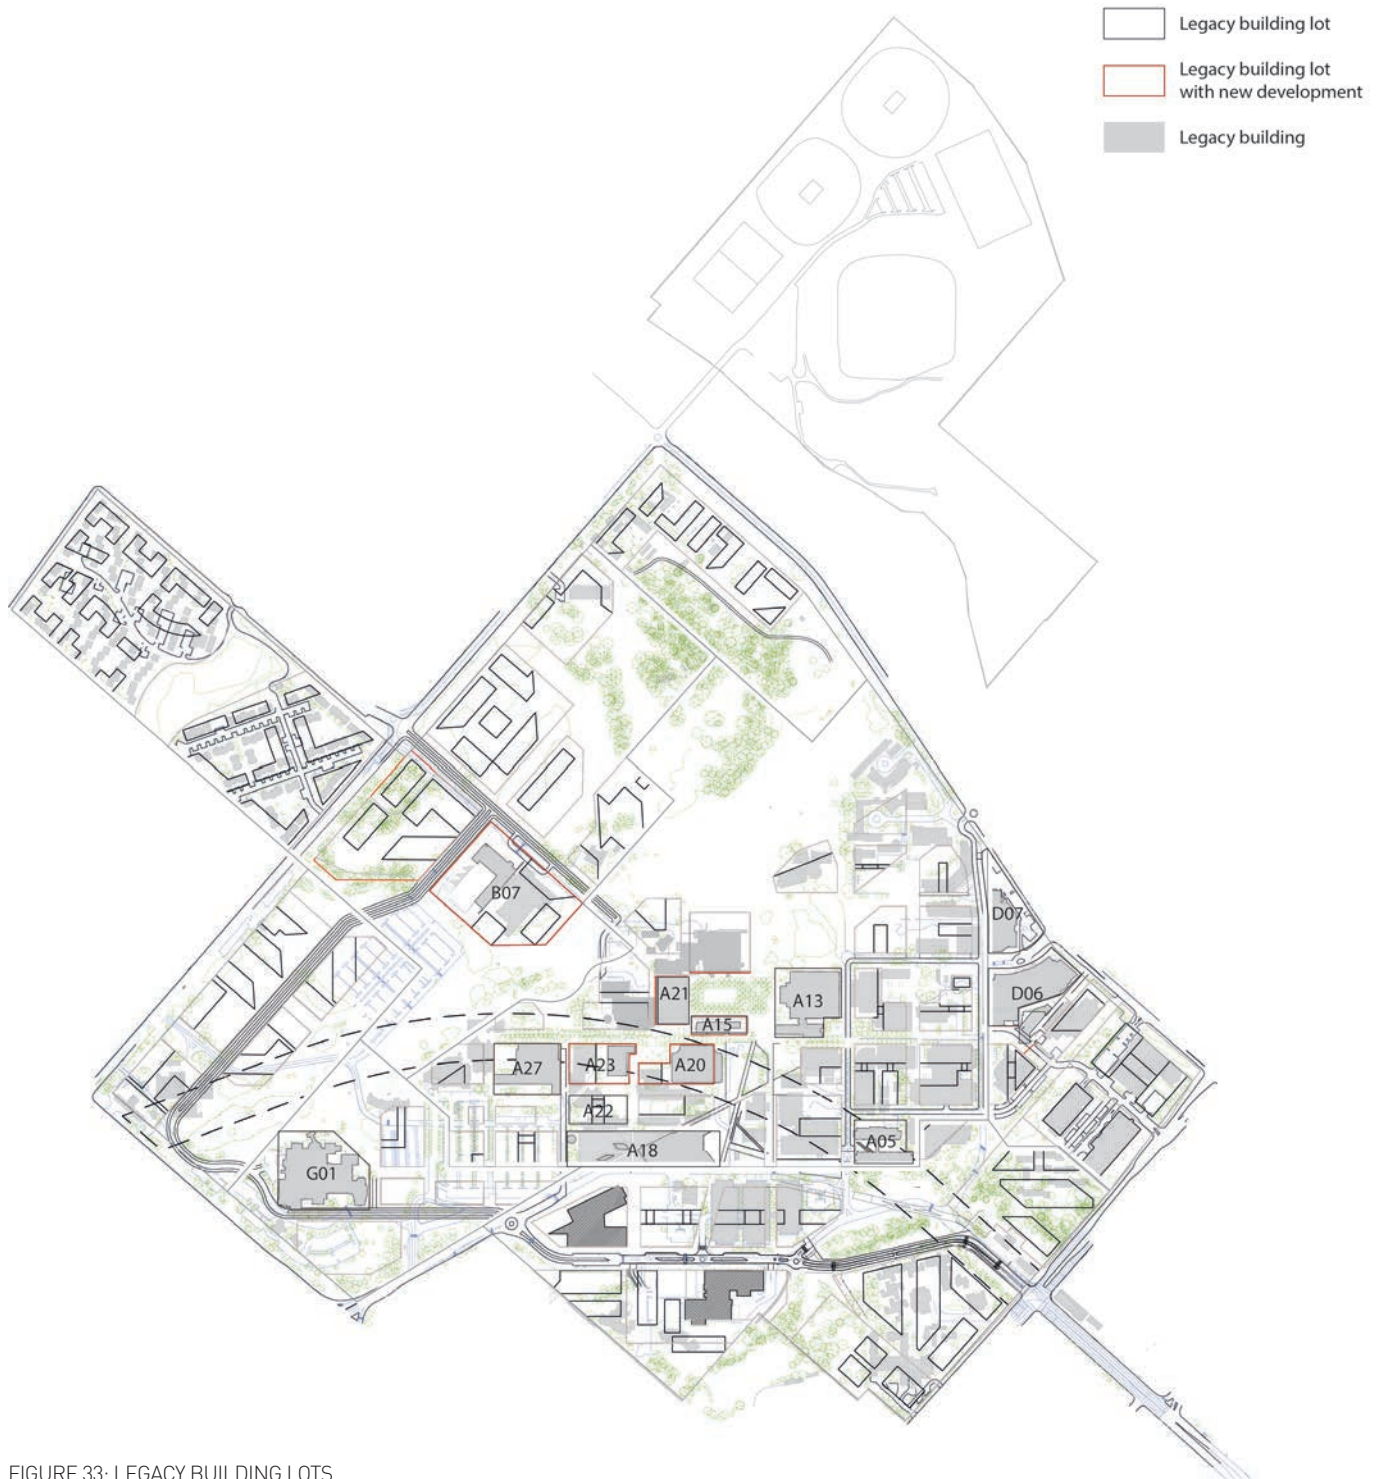 Legacy building lot
Legacy building lot
with new development
Legacy building
B07
D07
A21
A13
D06
A15
A27
A23
A20
A22
A18
A05
G01
FIGURE 33: LEGACY BUILDING LOTS